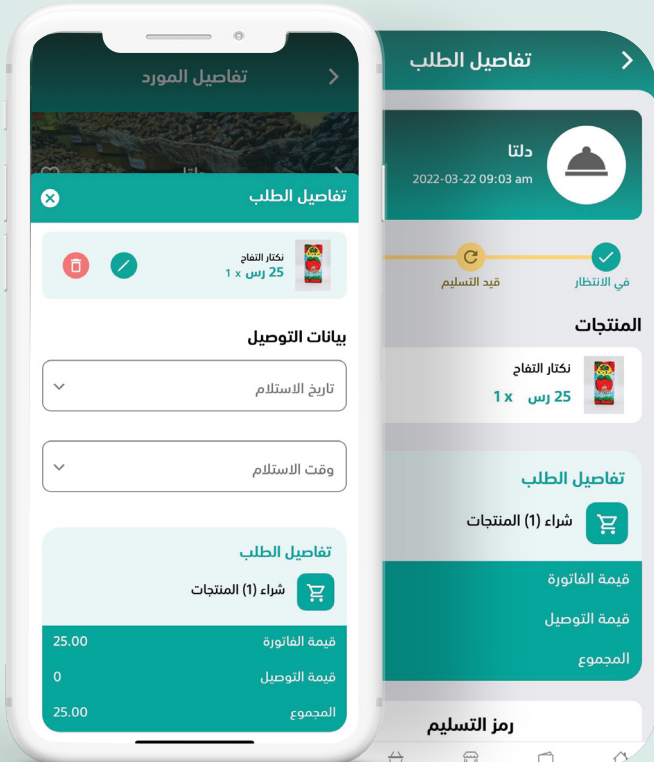 تفاصيل المورد
دلتا
تفاصيل الطلب
نكتار التفاح
25 رس x 1
بيانات التوصيل
تاريخ الاستلام
وقت الاستلام
تفاصيل الطلب
شراء (1) المنتجات
قيمة الفاتورة 25.00
قيمة التوصيل 0
المجموع 25.00
تفاصيل الطلب
دلتا
2022-03-22 09:03 am
في الانتظار
قيد التسليم
المنتجات
نكتار التفاح
25 رس x 1
تفاصيل الطلب
شراء (1) المنتجات
قيمة الفاتورة
قيمة التوصيل
المجموع
رمز التسليم